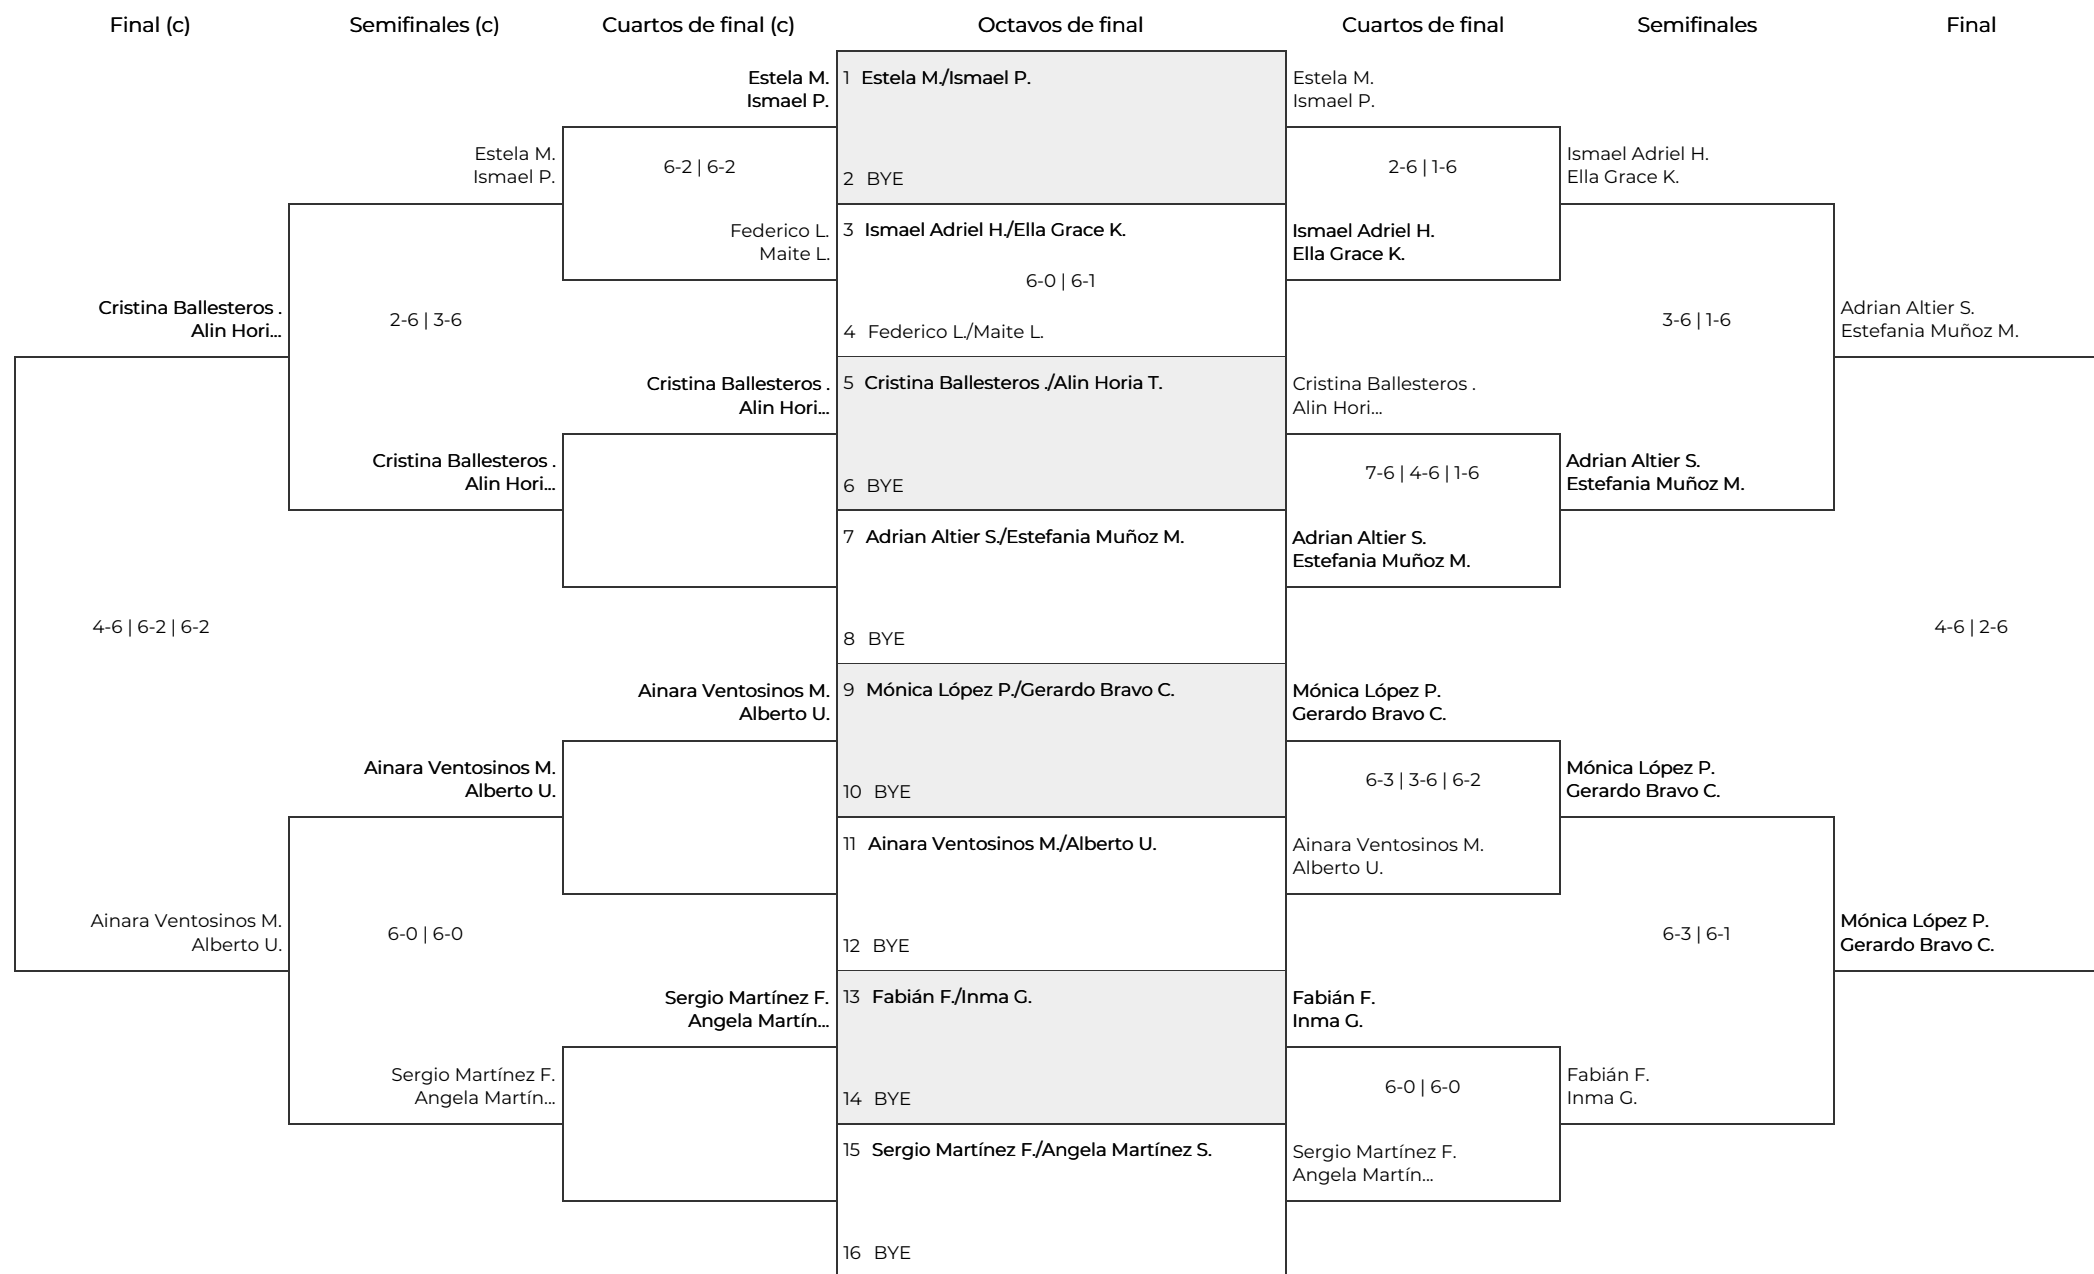 Final (c)
Semifinales (c)
Cuartos de final (c)
Octavos de final
Cuartos de final
Semifinales
Final
Estela M.
Ismael P.
1 Estela M./Ismael P.
Estela M.
Ismael P.
Estela M.
Ismael P.
6-2 | 6-2
2 BYE
2-6 | 1-6
Ismael Adriel H.
Ella Grace K.
Federico L.
Maite L.
3 Ismael Adriel H./Ella Grace K.
Ismael Adriel H.
Ella Grace K.
6-0 | 6-1
Cristina Ballesteros .
Alin Hori...
2-6 | 3-6
4 Federico L./Maite L.
3-6 | 1-6
Adrian Altier S.
Estefania Muñoz M.
Cristina Ballesteros .
Alin Hori...
5 Cristina Ballesteros ./Alin Horia T.
Cristina Ballesteros .
Alin Hori...
Cristina Ballesteros .
Alin Hori...
6 BYE
7-6 | 4-6 | 1-6
Adrian Altier S.
Estefania Muñoz M.
7 Adrian Altier S./Estefania Muñoz M.
Adrian Altier S.
Estefania Muñoz M.
4-6 | 6-2 | 6-2
8 BYE
4-6 | 2-6
Ainara Ventosinos M.
Alberto U.
9 Mónica López P./Gerardo Bravo C.
Mónica López P.
Gerardo Bravo C.
Ainara Ventosinos M.
Alberto U.
10 BYE
6-3 | 3-6 | 6-2
Mónica López P.
Gerardo Bravo C.
11 Ainara Ventosinos M./Alberto U.
Ainara Ventosinos M.
Alberto U.
Ainara Ventosinos M.
Alberto U.
6-0 | 6-0
12 BYE
6-3 | 6-1
Mónica López P.
Gerardo Bravo C.
Sergio Martínez F.
Angela Martín...
13 Fabián F./Inma G.
Fabián F.
Inma G.
Sergio Martínez F.
Angela Martín...
14 BYE
6-0 | 6-0
Fabián F.
Inma G.
15 Sergio Martínez F./Angela Martínez S.
Sergio Martínez F.
Angela Martín...
16 BYE